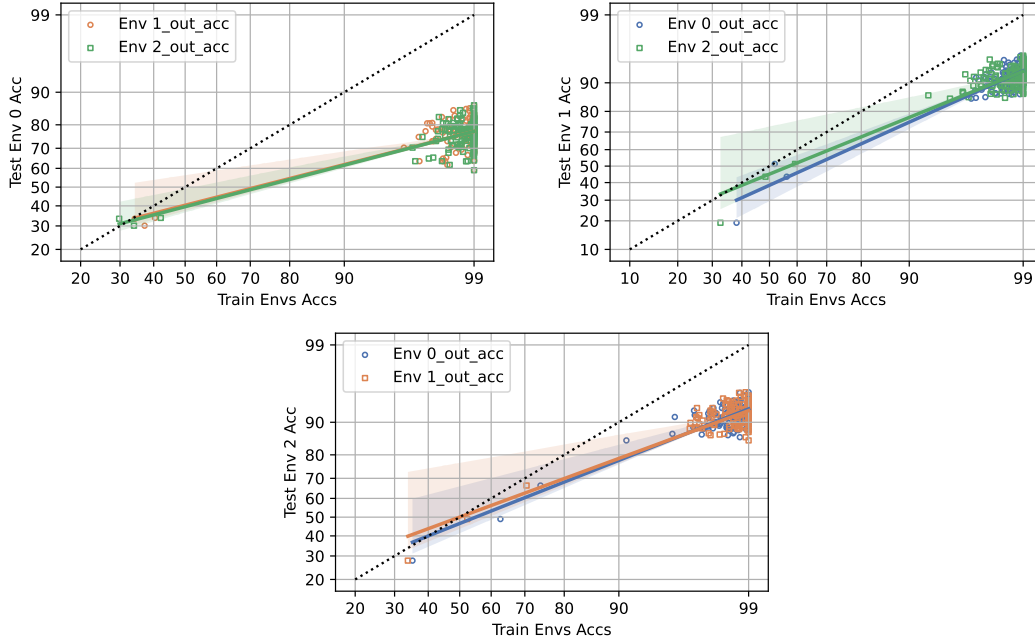 Env 1_out_acc
Env 2_out_acc
Test Env 0 Acc
99
90
80
70
60
50
40
30
20
20 30 40 50 60 70 80 90 99
Train Envs Accs
Env 0_out_acc
Env 2_out_acc
Test Env 1 Acc
99
90
80
70
60
50
40
30
20
10
10 20 30 40 50 60 70 80 90 99
Train Envs Accs
Env 0_out_acc
Env 1_out_acc
Test Env 2 Acc
99
90
80
70
60
50
40
30
20
20 30 40 50 60 70 80 90 99
Train Envs Accs